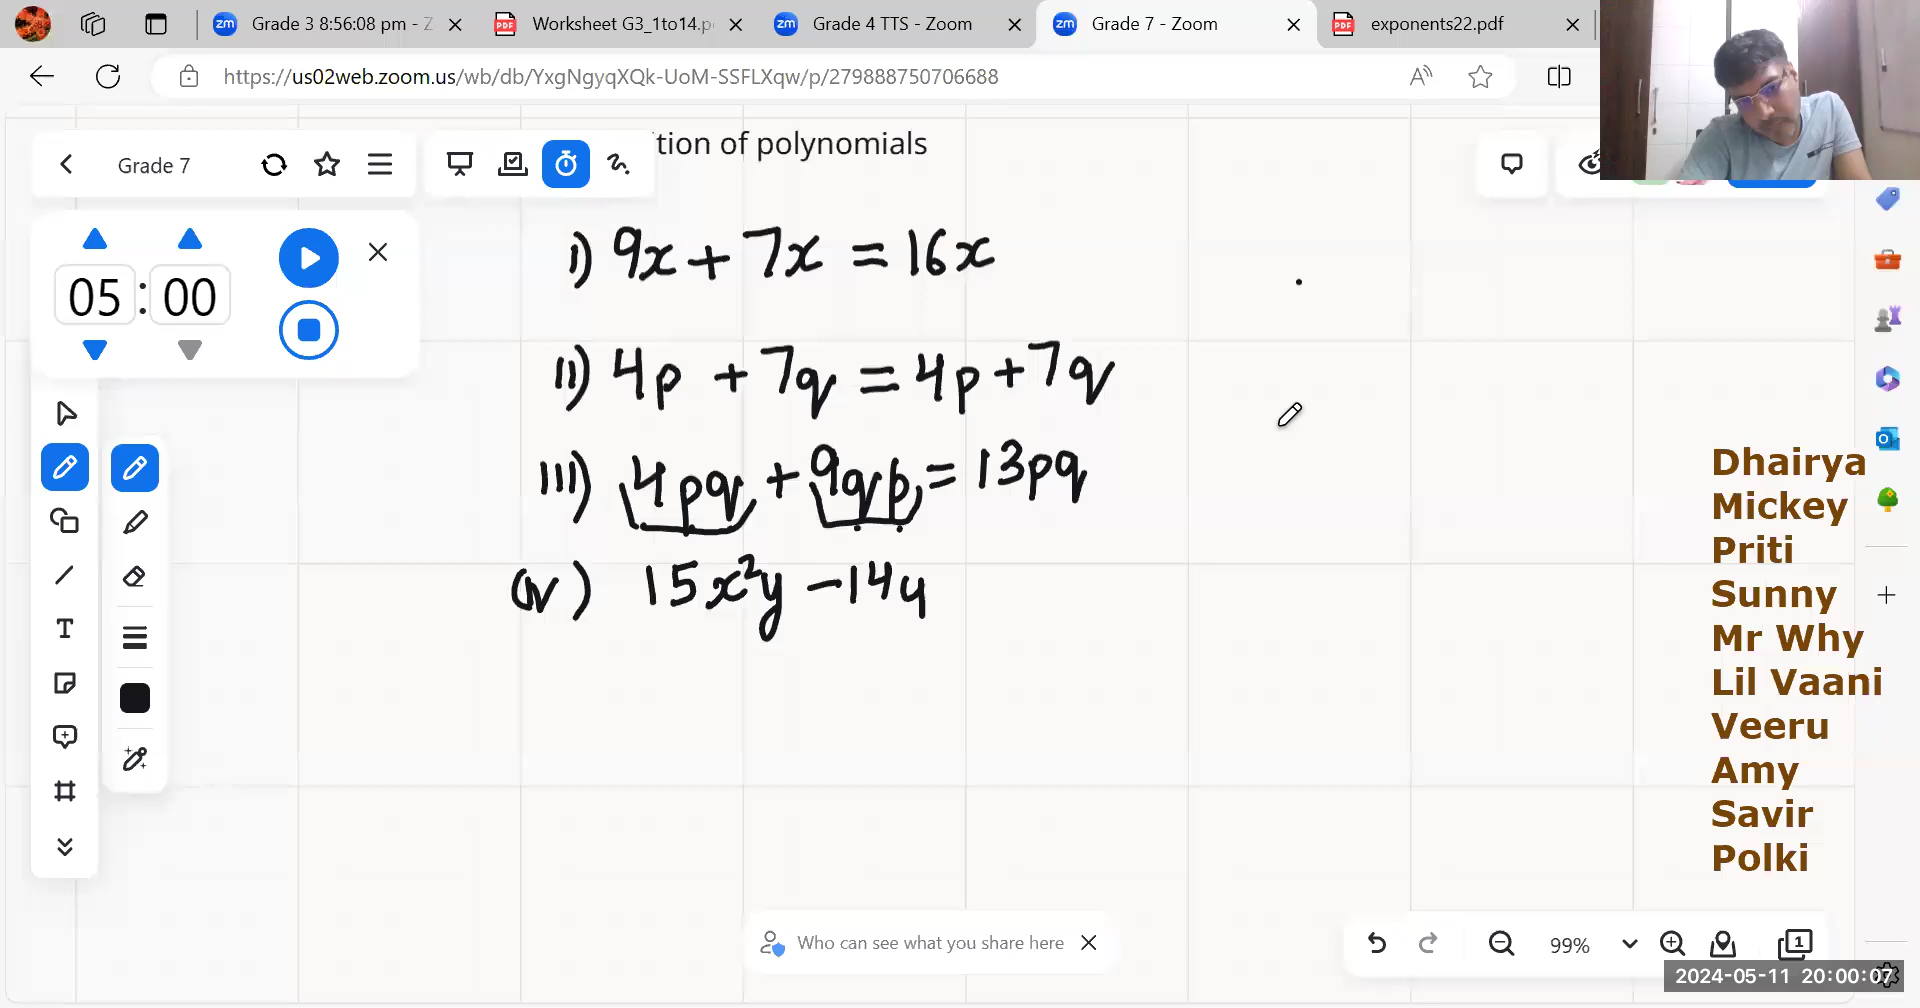 Grade 3 8:56:08 pm - Z
Worksheet G3_1to14.p
Grade 4 TTS - Zoom
Grade 7 - Zoom
exponents22.pdf
https://us02web.zoom.us/wb/db/YxgNgyqXQk-UoM-SSFLXqw/p/279888750706688
Grade 7
tion of polynomials
05:00
i) 9x + 7x = 16x
ii) 4p + 7q = 4p + 7q
iii) 4pq + 9qp = 13pq
iv) 15x²y - 14y
Dhairya
Mickey
Priti
Sunny
Mr Why
Lil Vaani
Veeru
Amy
Savir
Polki
Who can see what you share here
99%
1
2024-05-11 20:00:07